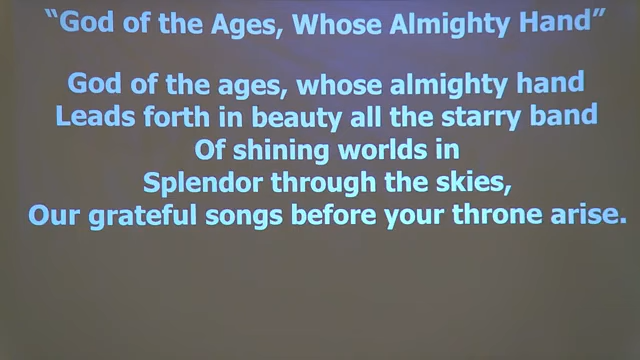 “God of the Ages, Whose Almighty Hand”
God of the ages, whose almighty hand
Leads forth in beauty all the starry band
Of shining worlds in
Splendor through the skies,
Our grateful songs before your throne arise.